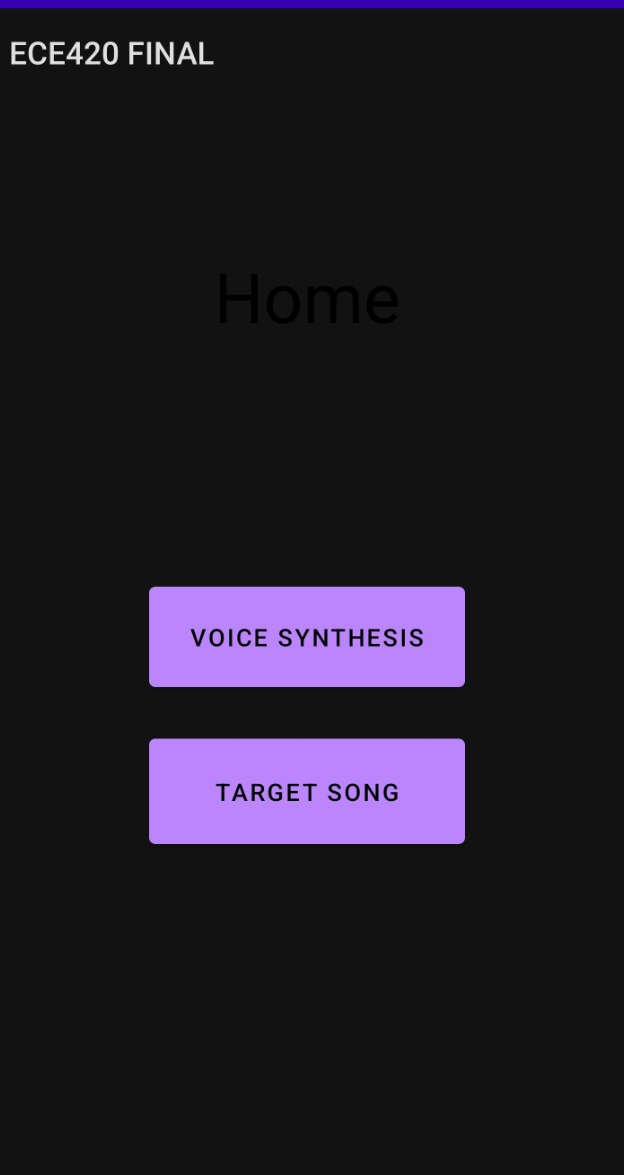 ECE420 FINAL
Home
VOICE SYNTHESIS
TARGET SONG